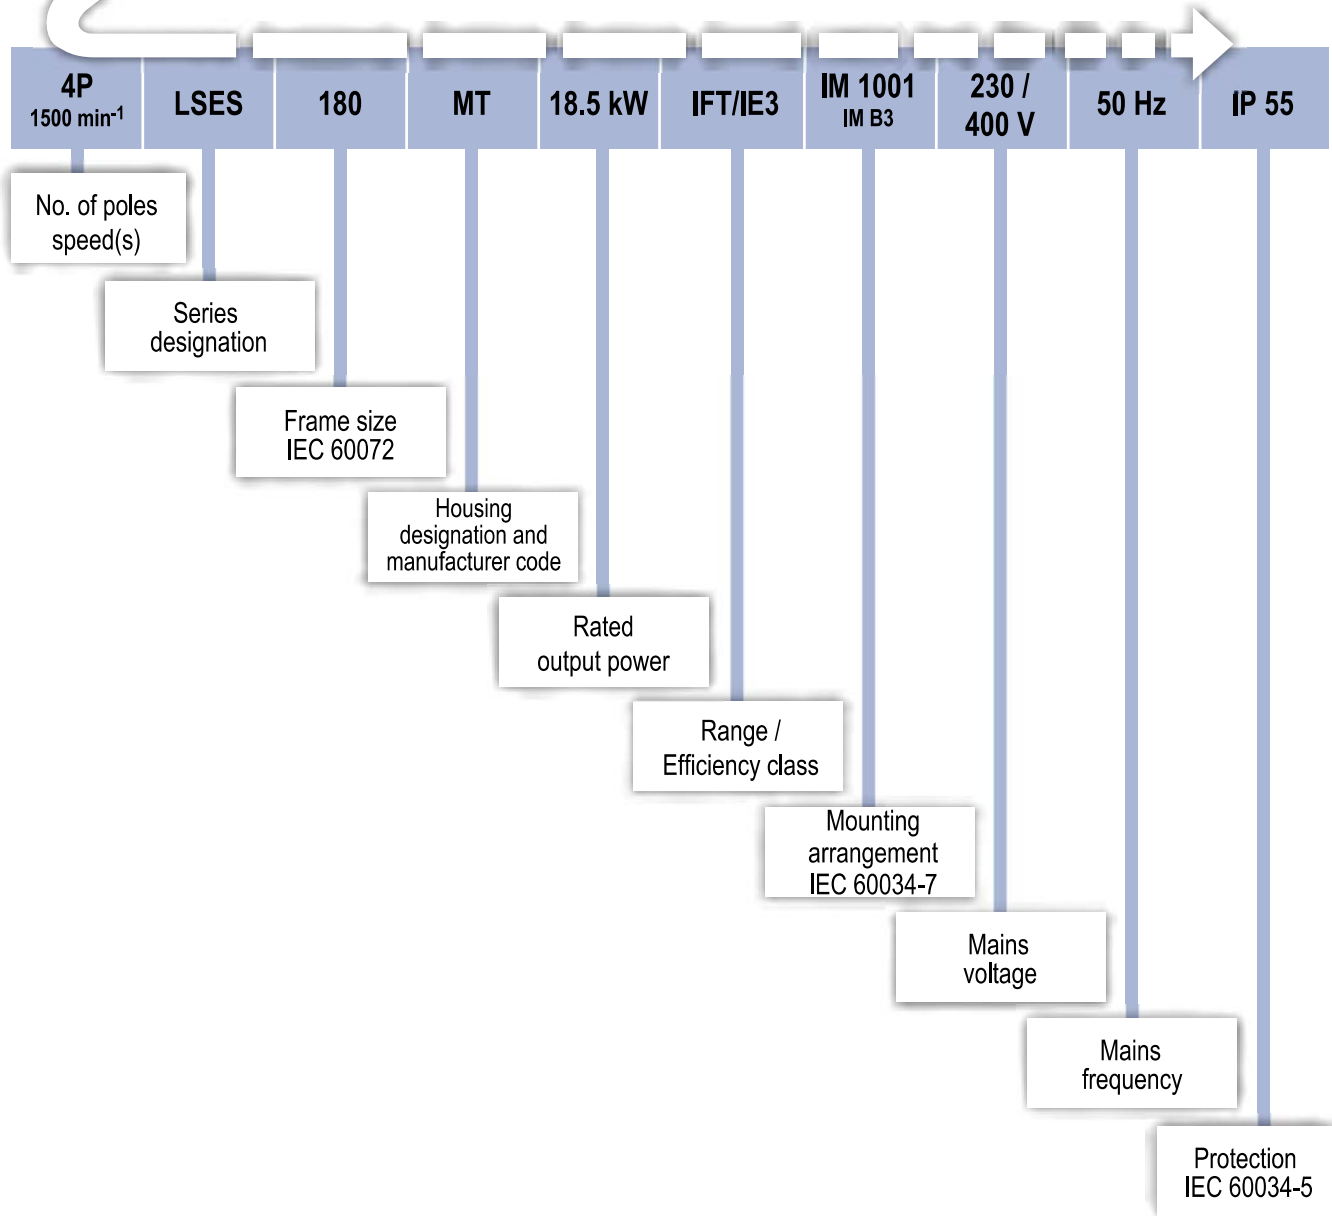 4P
1500 min-1
LSES
180
MT
18.5 kW
IFT/IE3
IM 1001
IM B3
230 /
400 V
50 Hz
IP 55
No. of poles
speed(s)
Series
designation
Frame size
IEC 60072
Housing
designation and
manufacturer code
Rated
output power
Range /
Efficiency class
Mounting
arrangement
IEC 60034-7
Mains
voltage
Mains
frequency
Protection
IEC 60034-5